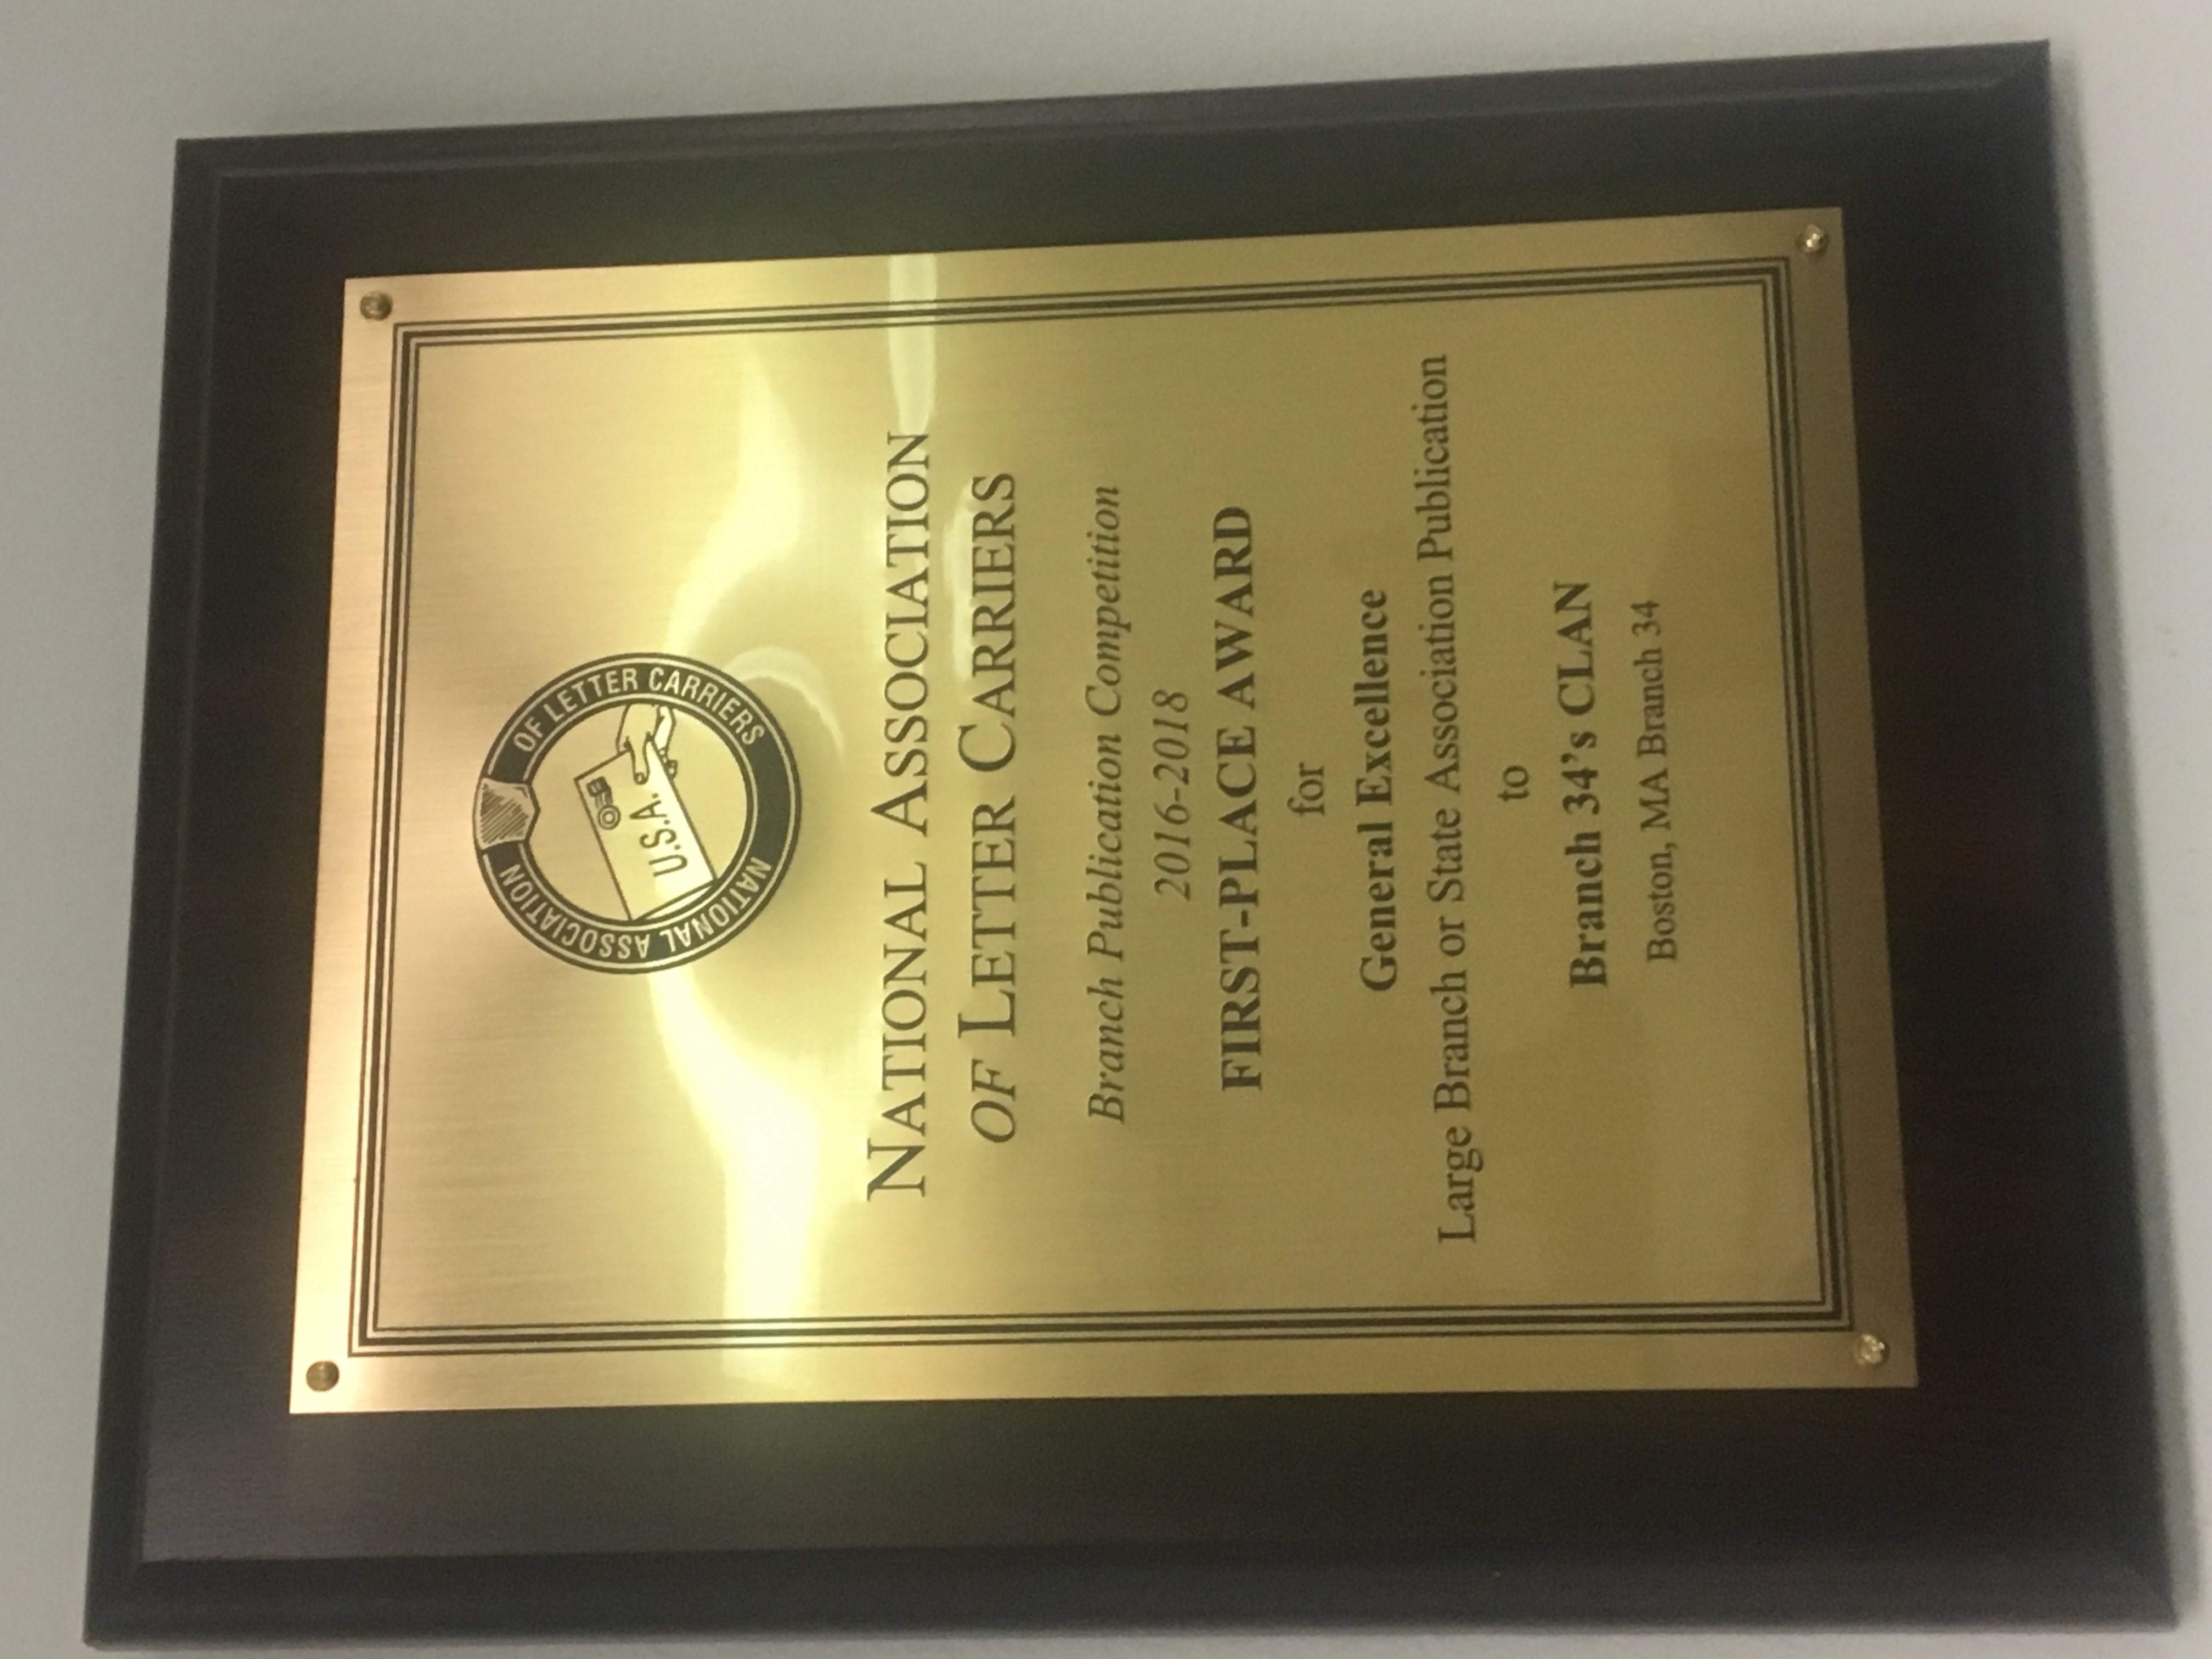 NATIONAL ASSOCIATION OF LETTER CARRIERS
U.S.A.
NATIONAL ASSOCIATION
OF LETTER CARRIERS
Branch Publication Competition
2016-2018
FIRST-PLACE AWARD
for
General Excellence
Large Branch or State Association Publication
to
Branch 34's CLAN
Boston, MA Branch 34